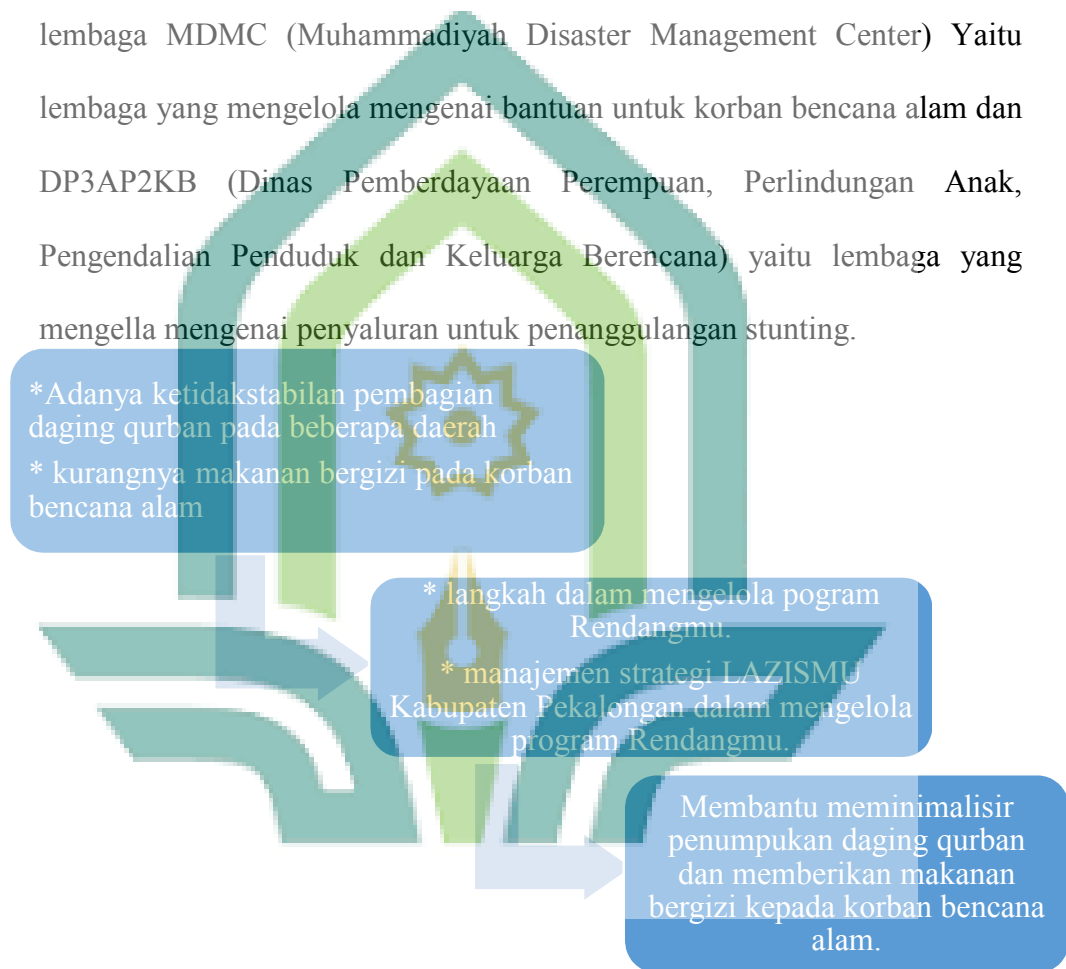 lembaga MDMC (Muhammadiyah Disaster Management Center) Yaitu
lembaga yang mengelola mengenai bantuan untuk korban bencana alam dan
DP3AP2KB (Dinas Pemberdayaan Perempuan, Perlindungan Anak,
Pengendalian Penduduk dan Keluarga Berencana) yaitu lembaga yang
mengella mengenai penyaluran untuk penanggulangan stunting.
*Adanya ketidakstabilan pembagian
daging qurban pada beberapa daerah
* kurangnya makanan bergizi pada korban
bencana alam
* langkah dalam mengelola pogram
Rendangmu.
* manajemen strategi LAZISMU
Kabupaten Pekalongan dalam mengelola
program Rendangmu.
Membantu meminimalisir
penumpukan daging qurban
dan memberikan makanan
bergizi kepada korban bencana
alam.